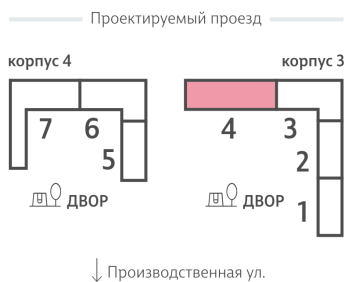 Проектируемый проезд
корпус 4
корпус 3
7 6
5
4 3
2
1
ДВОР
ДВОР
↓ Производственная ул.